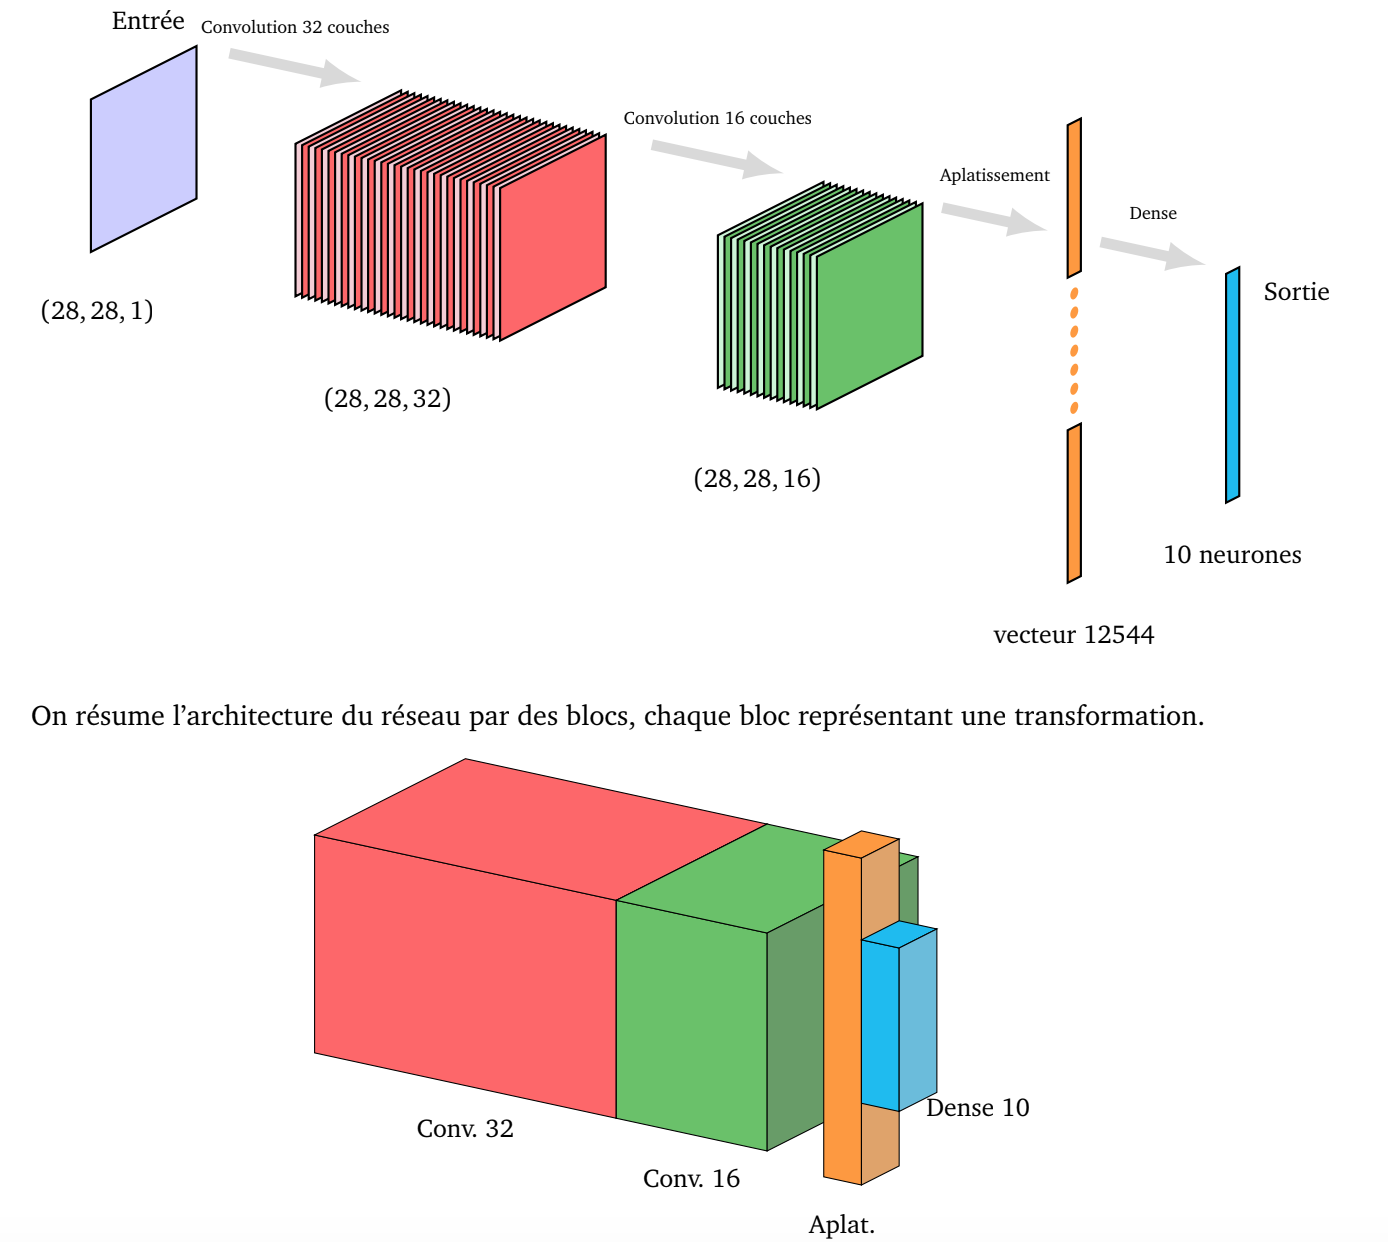 Entrée
Convolution 32 couches
Convolution 16 couches
Aplatissement
Dense
Sortie
(28, 28, 1)
(28, 28, 32)
(28, 28, 16)
10 neurones
vecteur 12544
On résume l’architecture du réseau par des blocs, chaque bloc représentant une transformation.
Dense 10
Conv. 32
Conv. 16
Aplat.